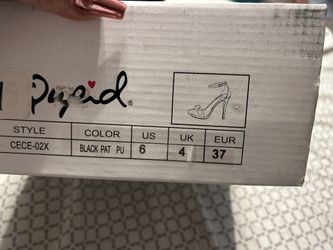 Qupid®
STYLE COLOR US UK EUR
CECE-02X BLACK PAT PU 6 4 37